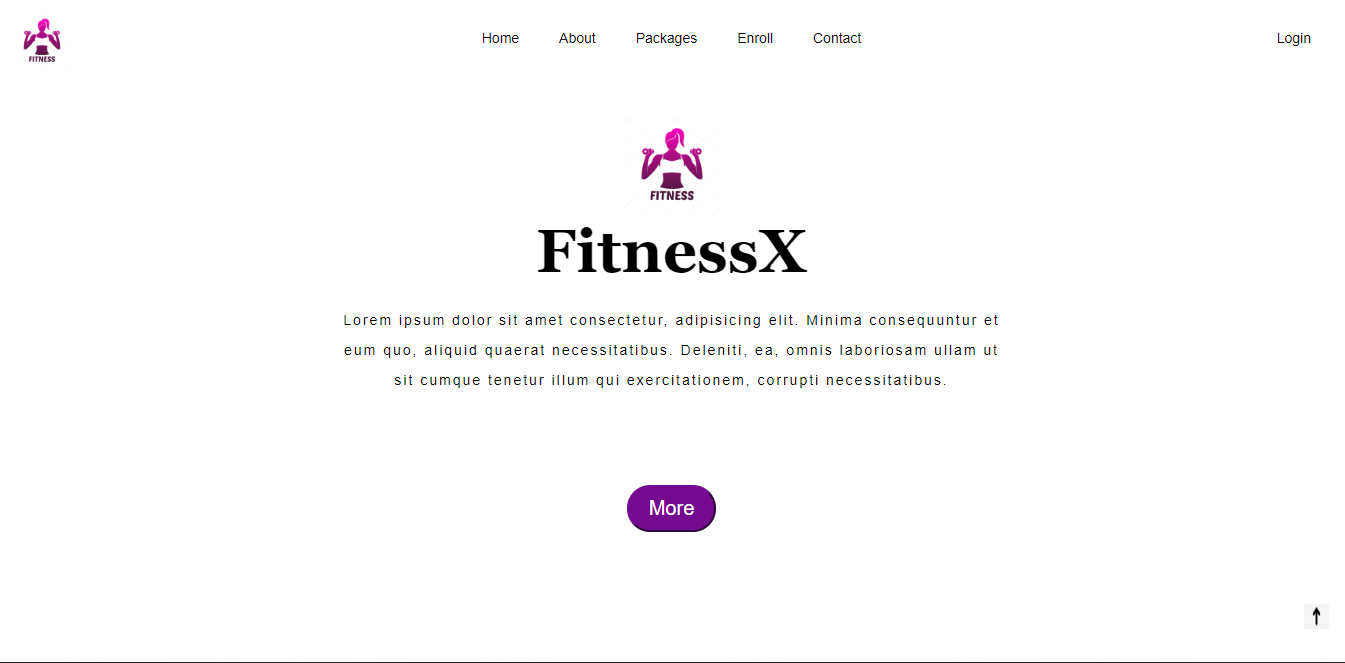 FITNESS
Home About Packages Enroll Contact Login
FITNESS
FitnessX
Lorem ipsum dolor sit amet consectetur, adipisicing elit. Minima consequuntur et
eum quo, aliquid quaerat necessitatibus. Deleniti, ea, omnis laboriosam ullam ut
sit cumque tenetur illum qui exercitationem, corrupti necessitatibus.
More